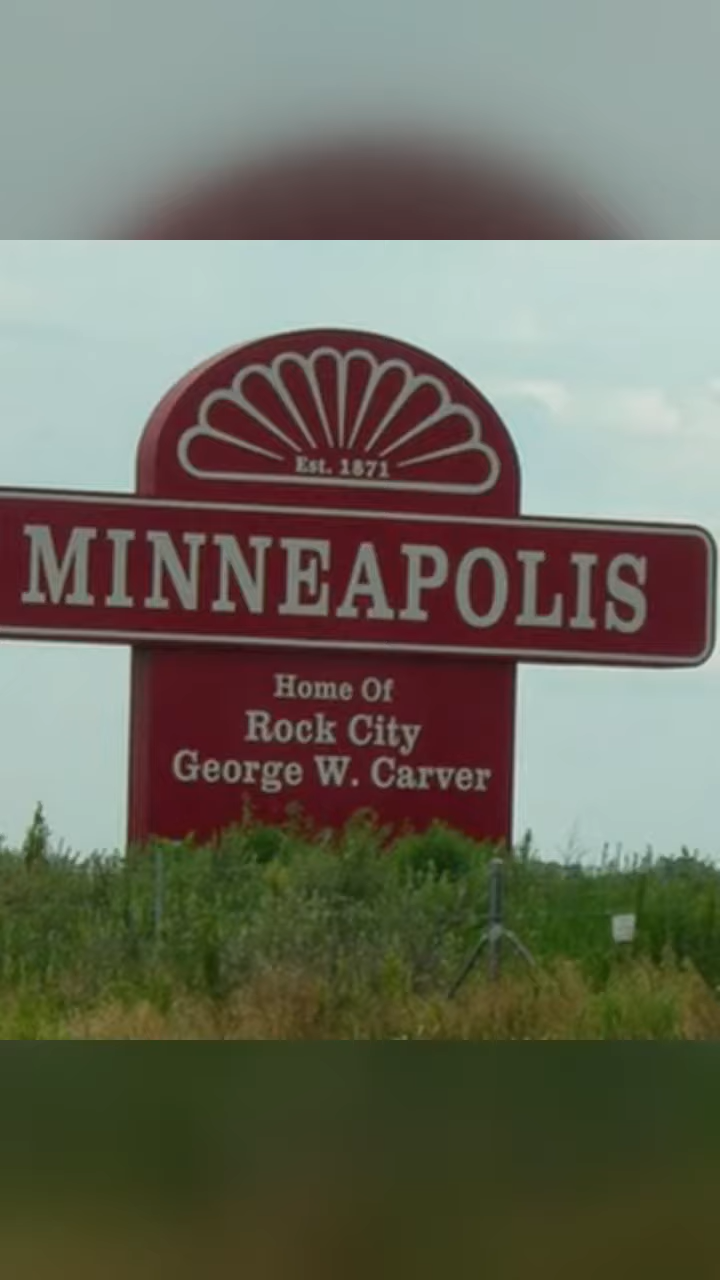 Est. 1871
MINNEAPOLIS
Home Of
Rock City
George W. Carver